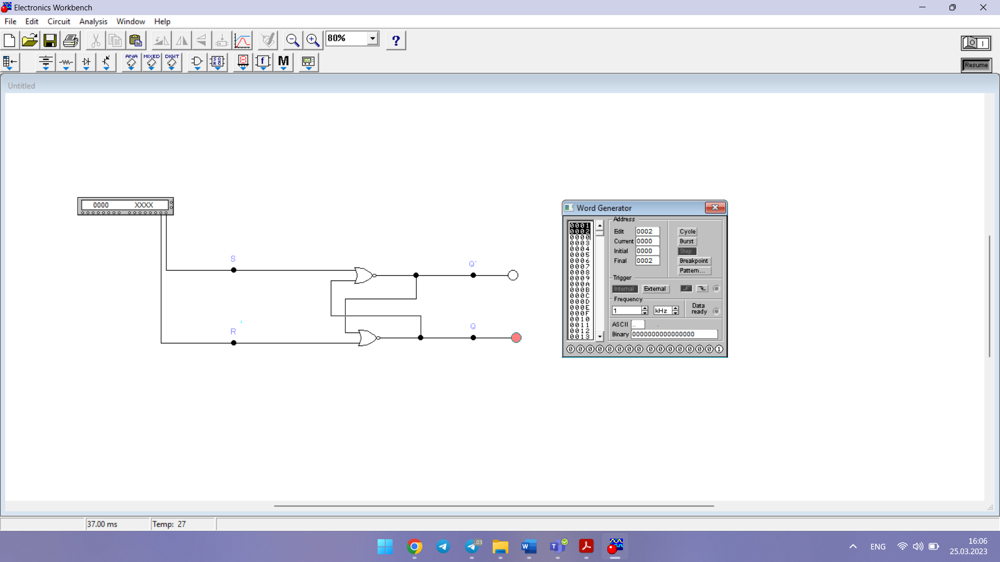 Electronics Workbench
File Edit Circuit Analysis Window Help
80%
?
ANA MIXED DIGIT
f M
Resume
Untitled
0000 XXXX
S
Q`
R '
Q
Word Generator
0001
0002
0000
0003
0004
0005
0006
0007
0008
0009
000A
000B
000C
000D
000E
000F
0010
0011
0012
0013
Address
Edit 0002
Current 0000
Initial 0000
Final 0002
Cycle
Burst
Step
Breakpoint
Pattern...
Trigger
Internal External
Frequency
1 kHz
Data
ready
ASCII .. .
Binary 0000000000000000
0 0 0 0 0 0 0 0 0 0 0 0 0 0 0 1
37.00 ms Temp: 27
..03
W
T
ENG
16:06
25.03.2023